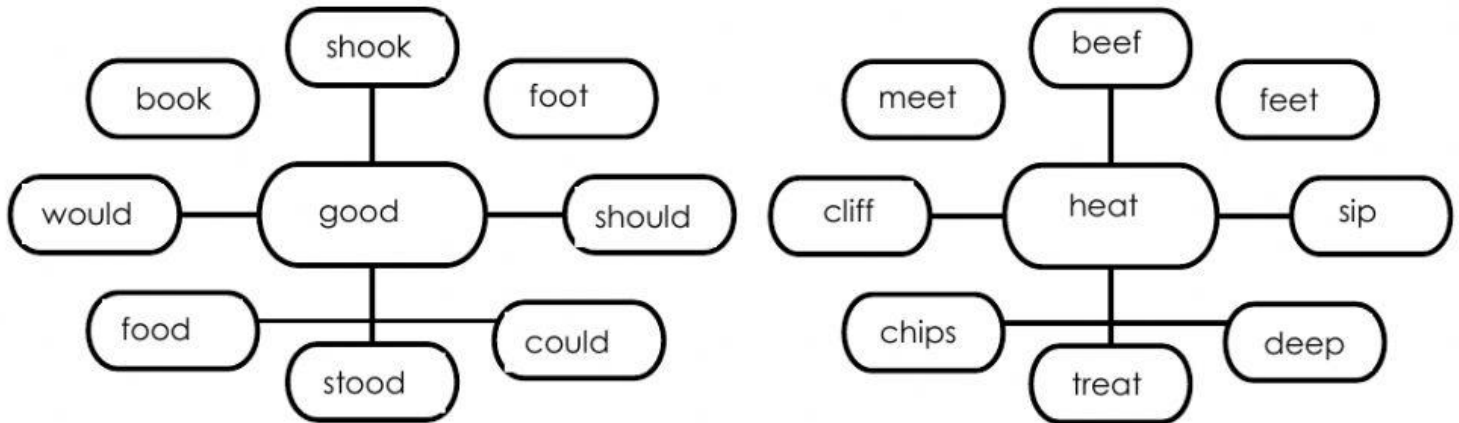 shook
book
foot
would
good
should
food
could
stood
beef
meet
feet
cliff
heat
sip
chips
deep
treat